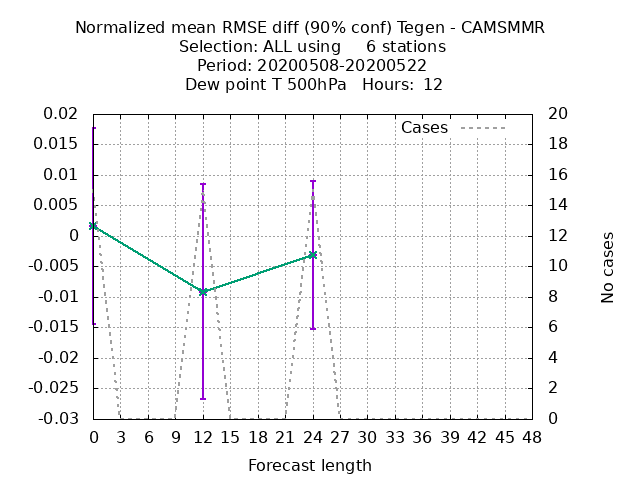 Normalized mean RMSE diff (90% conf) Tegen - CAMSMMR
Selection: ALL using     6 stations
Period: 20200508-20200522
Dew point T 500hPa   Hours:  12
Cases
0.02
0.015
0.01
0.005
0
-0.005
-0.01
-0.015
-0.02
-0.025
-0.03
20
18
16
14
12
10
8
6
4
2
0
No cases
0 3 6 9 12 15 18 21 24 27 30 33 36 39 42 45 48
Forecast length